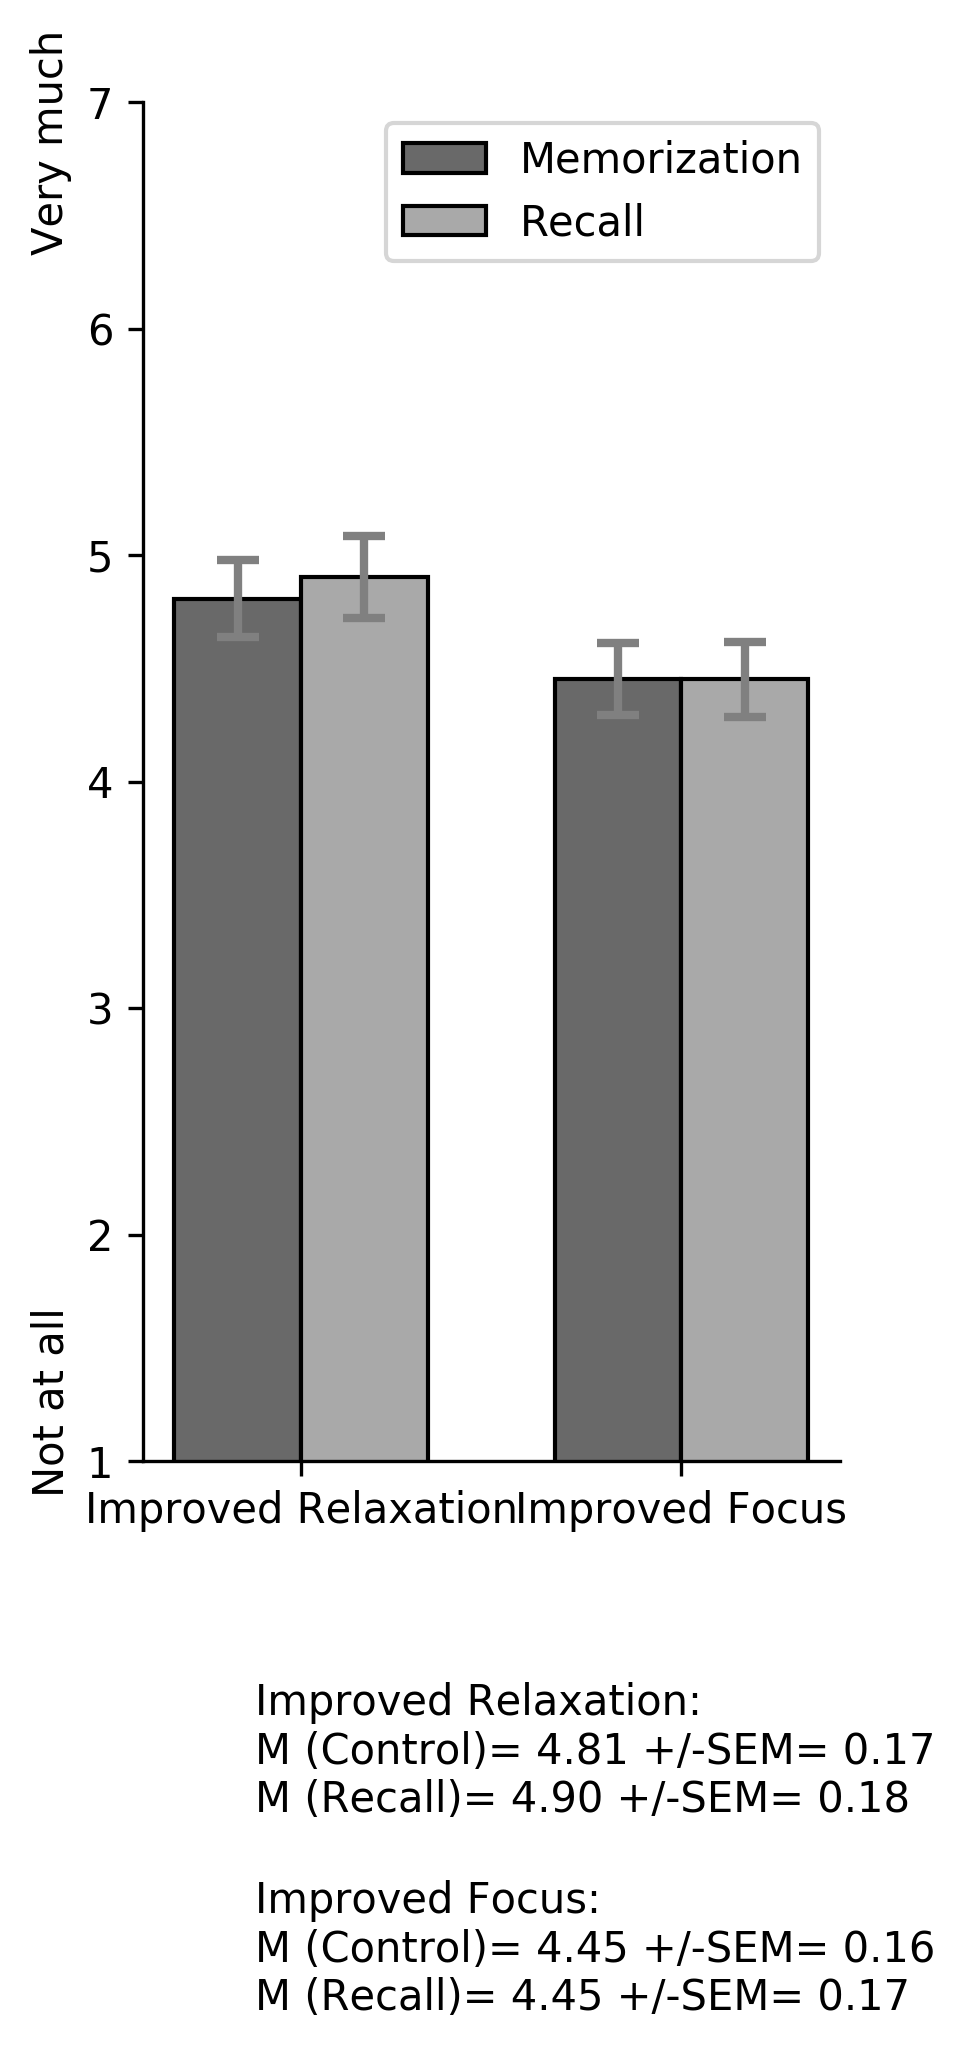 Very much
7
Memorization
Recall
6
5
4
3
2
Not at all
1
Improved Relaxation
Improved Focus
Improved Relaxation:
M (Control)= 4.81 +/-SEM= 0.17
M (Recall)= 4.90 +/-SEM= 0.18
Improved Focus:
M (Control)= 4.45 +/-SEM= 0.16
M (Recall)= 4.45 +/-SEM= 0.17